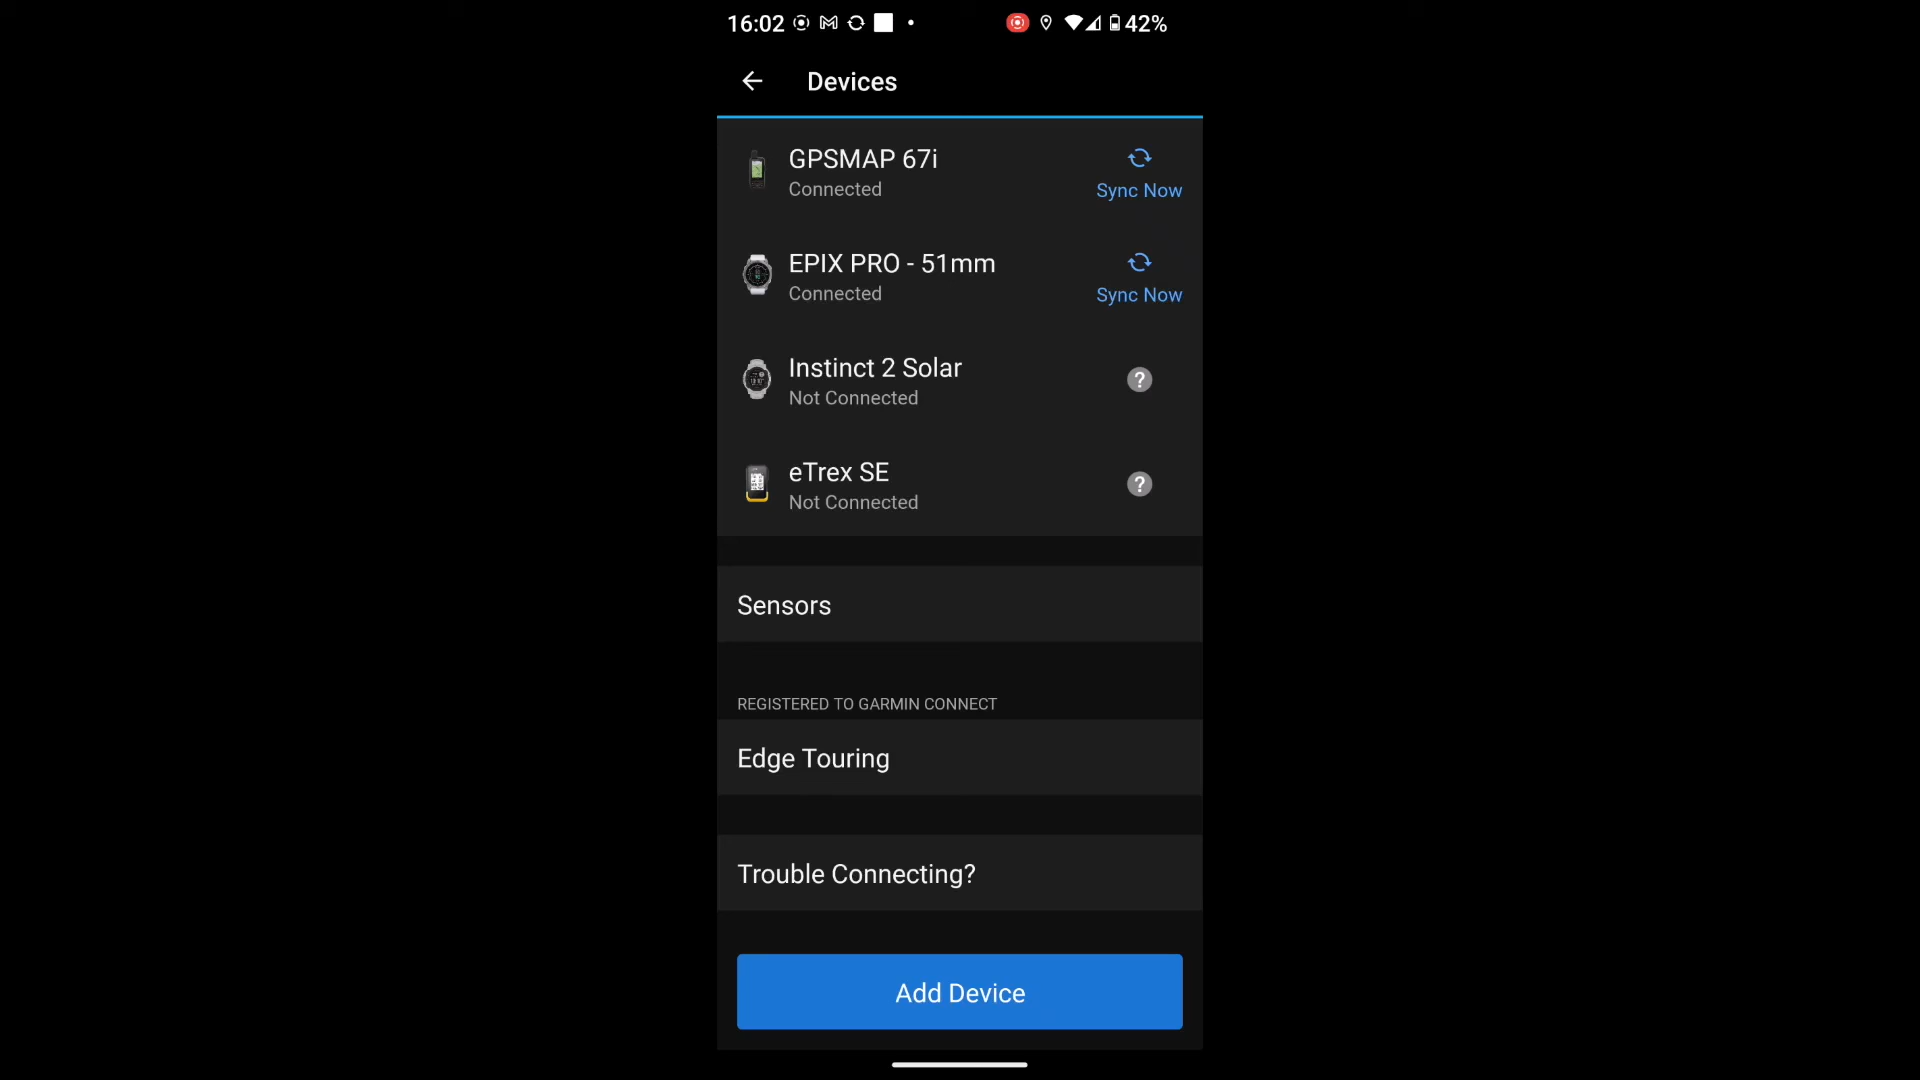 16:02
42%
Devices
GPSMAP 67i
Connected
Sync Now
EPIX PRO - 51mm
Connected
Sync Now
Instinct 2 Solar
Not Connected
?
eTrex SE
Not Connected
?
Sensors
REGISTERED TO GARMIN CONNECT
Edge Touring
Trouble Connecting?
Add Device